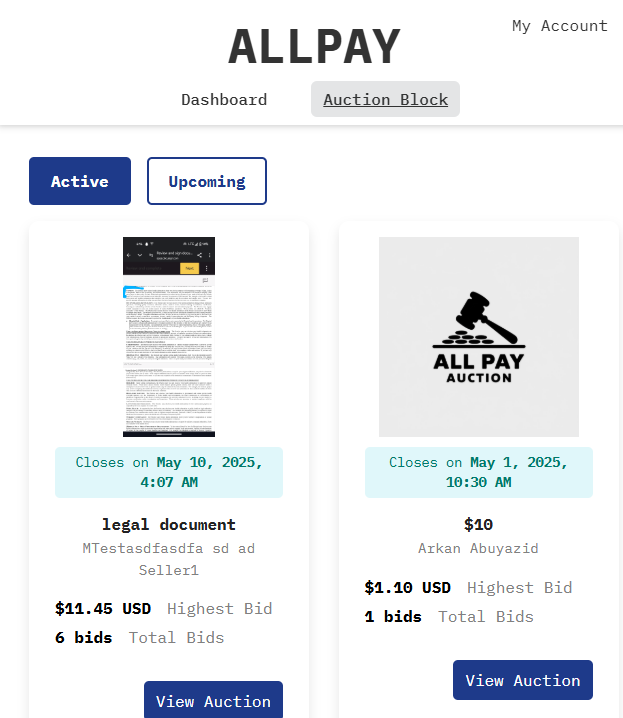 My Account
ALLPAY
Dashboard
Auction Block
Active
Upcoming
Next
Closes on May 10, 2025,
4:07 AM
legal document
MTestasdfasdfa sd ad
Seller1
$11.45 USD Highest Bid
6 bids Total Bids
View Auction
ALL PAY
AUCTION
Closes on May 1, 2025,
10:30 AM
$10
Arkan Abuyazid
$1.10 USD Highest Bid
1 bids Total Bids
View Auction